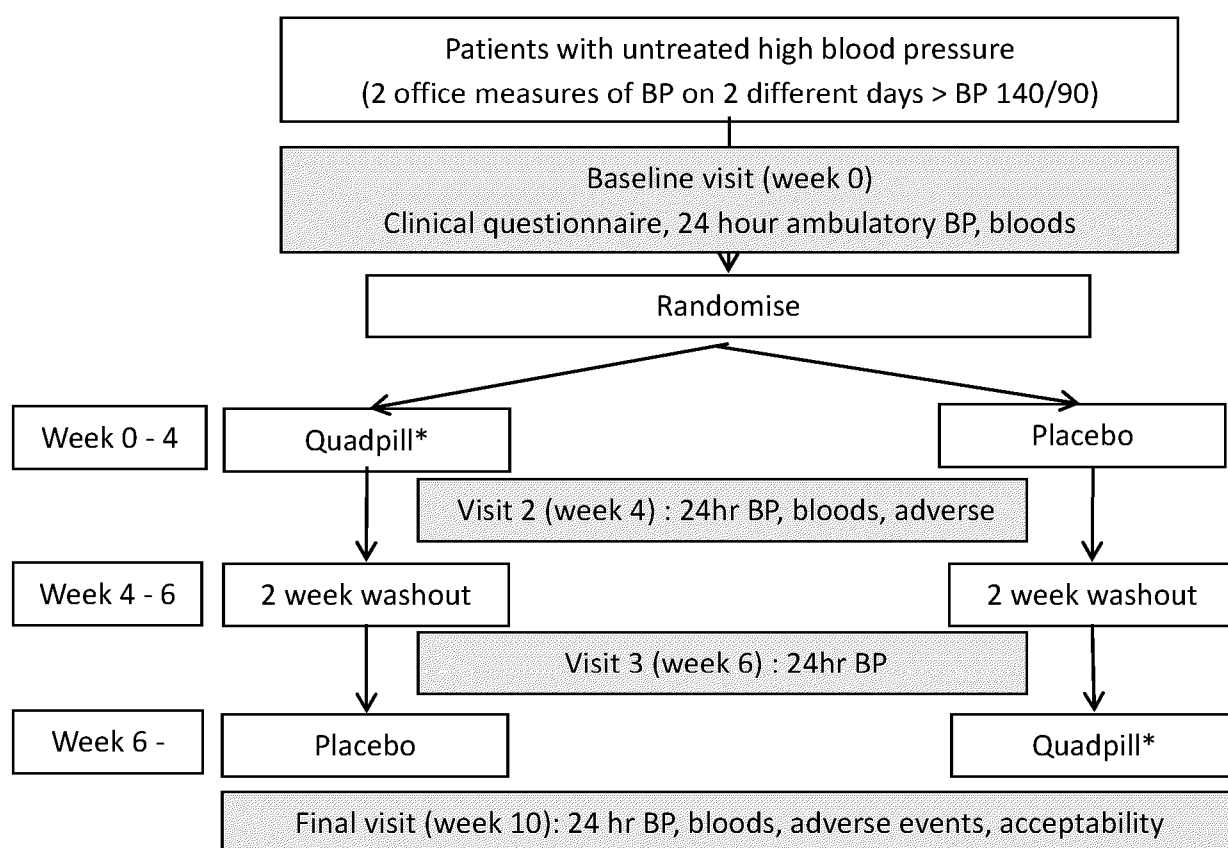 Patients with untreated high blood pressure
(2 office measures of BP on 2 different days > BP 140/90)
Baseline visit (week 0)
Clinical questionnaire, 24 hour ambulatory BP, bloods
Randomise
Week 0 - 4
Quadpill*
Placebo
Visit 2 (week 4) : 24hr BP, bloods, adverse
Week 4 - 6
2 week washout
2 week washout
Visit 3 (week 6) : 24hr BP
Week 6 -
Placebo
Quadpill*
Final visit (week 10): 24 hr BP, bloods, adverse events, acceptability